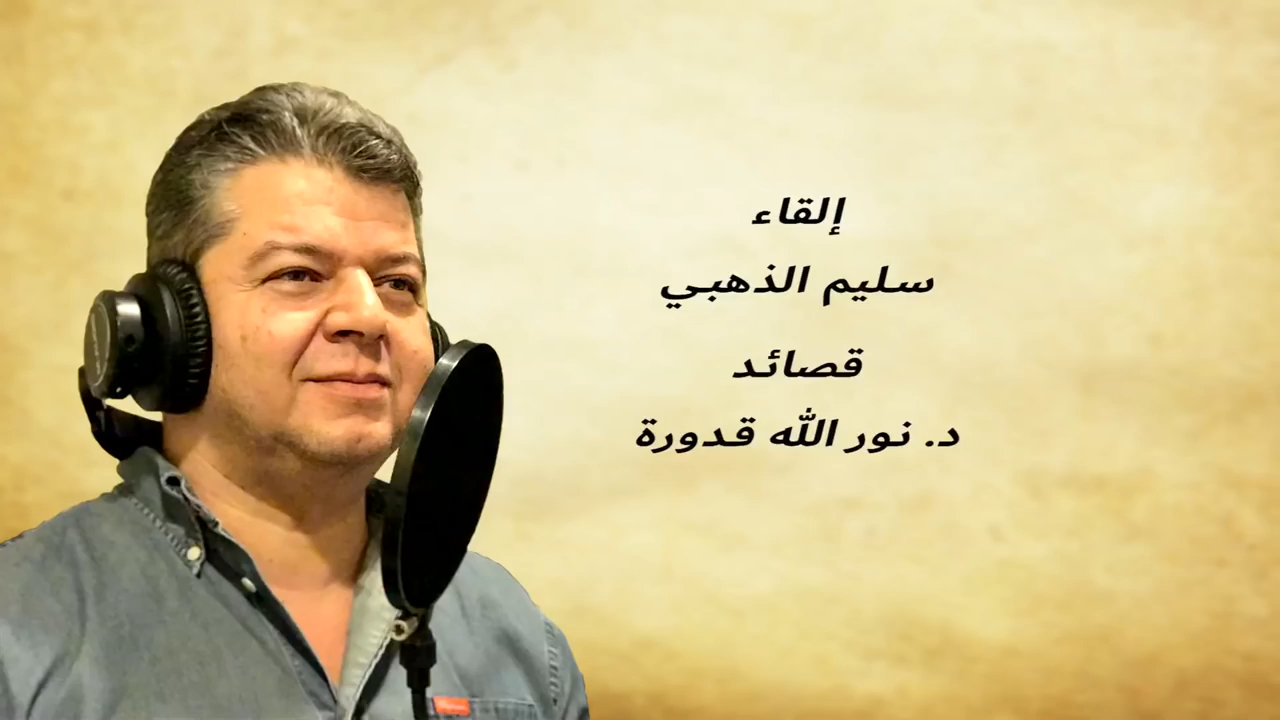 إلقاء
سليم الذهبي
قصائد
د. نور الله قدورة